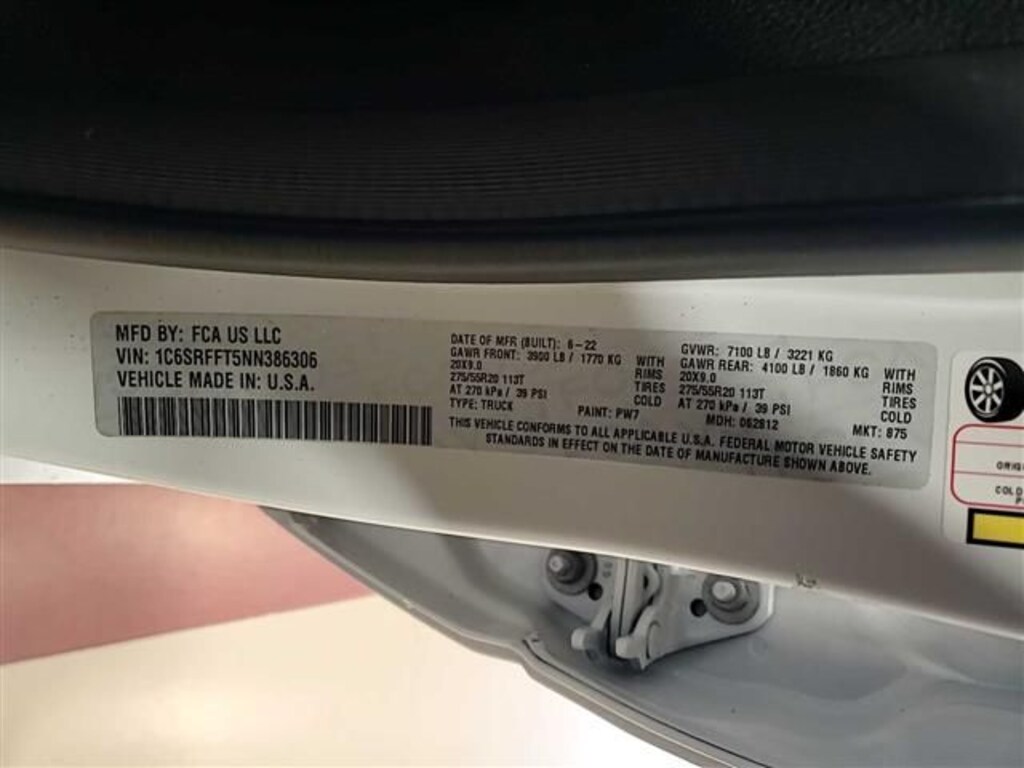 MFD BY: FCA US LLC
VIN: 1C6SRFFT5NN386306
VEHICLE MADE IN: U.S.A.
DATE OF MFR (BUILT): 6-22
GAWR FRONT: 3900 LB / 1770 KG WITH
20X9.0 RIMS
275/55R20 113T TIRES
AT 270 kPa / 39 PSI COLD
TYPE: TRUCK PAINT: PW7
GVWR: 7100 LB / 3221 KG
GAWR REAR: 4100 LB / 1860 KG WITH
20X9.0 RIMS
275/55R20 113T TIRES
AT 270 kPa / 39 PSI COLD
MDH: 062812 MKT: 875
THIS VEHICLE CONFORMS TO ALL APPLICABLE U.S.A. FEDERAL MOTOR VEHICLE SAFETY
STANDARDS IN EFFECT ON THE DATE OF MANUFACTURE SHOWN ABOVE.
COLD